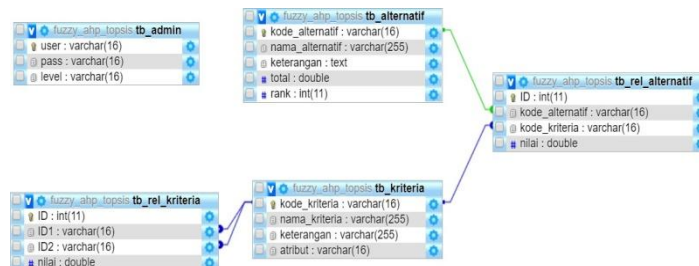 fuzzy_ahp_topsis tb_admin
user : varchar(16)
pass : varchar(16)
level : varchar(16)
fuzzy_ahp_topsis tb_alternatif
kode_alternatif : varchar(16)
nama_alternatif : varchar(255)
keterangan : text
total : double
rank : int(11)
fuzzy_ahp_topsis tb_rel_alternatif
ID : int(11)
kode_alternatif : varchar(16)
kode_kriteria : varchar(16)
nilai : double
fuzzy_ahp_topsis tb_rel_kriteria
ID : int(11)
ID1 : varchar(16)
ID2 : varchar(16)
nilai : double
fuzzy_ahp_topsis tb_kriteria
kode_kriteria : varchar(16)
nama_kriteria : varchar(255)
keterangan : varchar(255)
atribut : varchar(16)